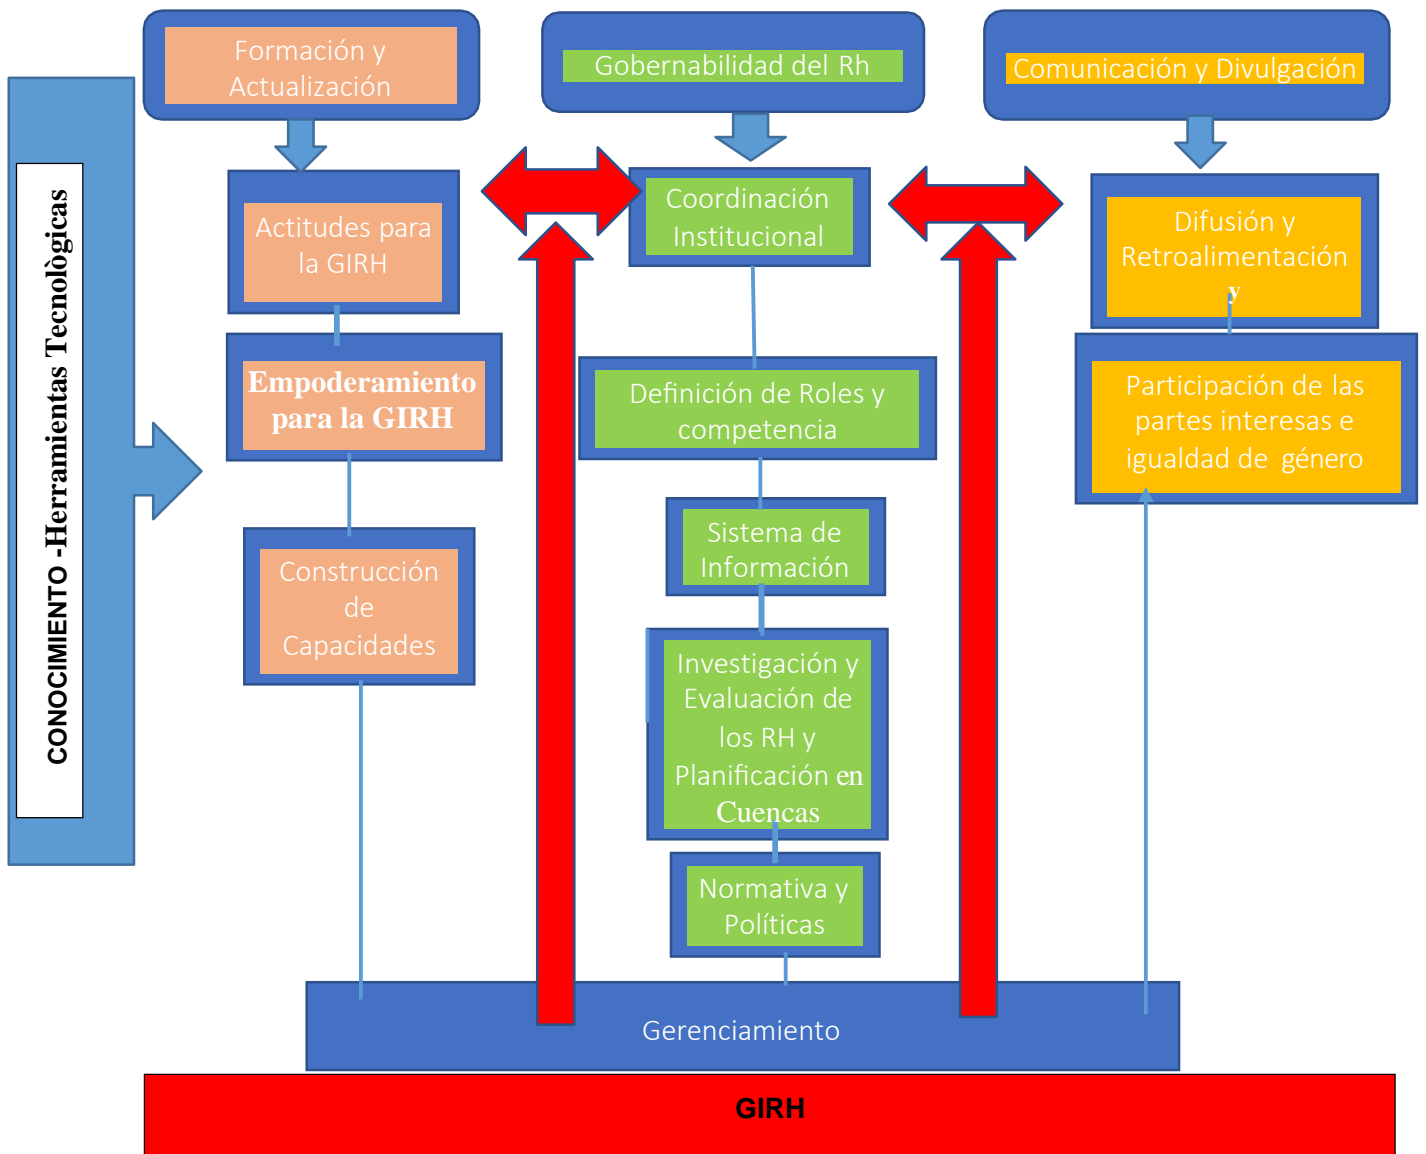 Formación y
Actualización
Gobernabilidad del Rh
Comunicación y Divulgación
CONOCIMIENTO -Herramientas Tecnològicas
Actitudes para
la GIRH
Empoderamiento
para la GIRH
Construcción
de
Capacidades
Coordinación
Institucional
Definición de Roles y
competencia
Sistema de
Información
Investigación y
Evaluación de
los RH y
Planificación en
Cuencas
Normativa y
Políticas
Difusión y
Retroalimentación
y
Participación de las
partes interesas e
igualdad de género
Gerenciamiento
GIRH